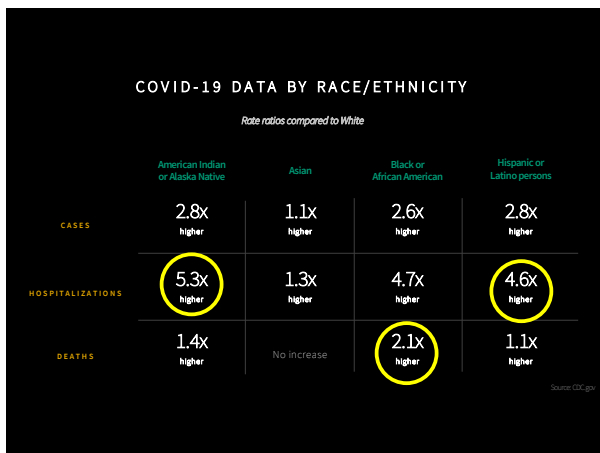 COVID-19 DATA BY RACE/ETHNICITY
Rate ratios compared to White
American Indian
or Alaska Native
Asian
Black or
African American
Hispanic or
Latino persons
CASES
2.8x
higher
1.1x
higher
2.6x
higher
2.8x
higher
HOSPITALIZATIONS
5.3x
higher
1.3x
higher
4.7x
higher
4.6x
higher
DEATHS
1.4x
higher
No increase
2.1x
higher
1.1x
higher
Source: CDC.gov